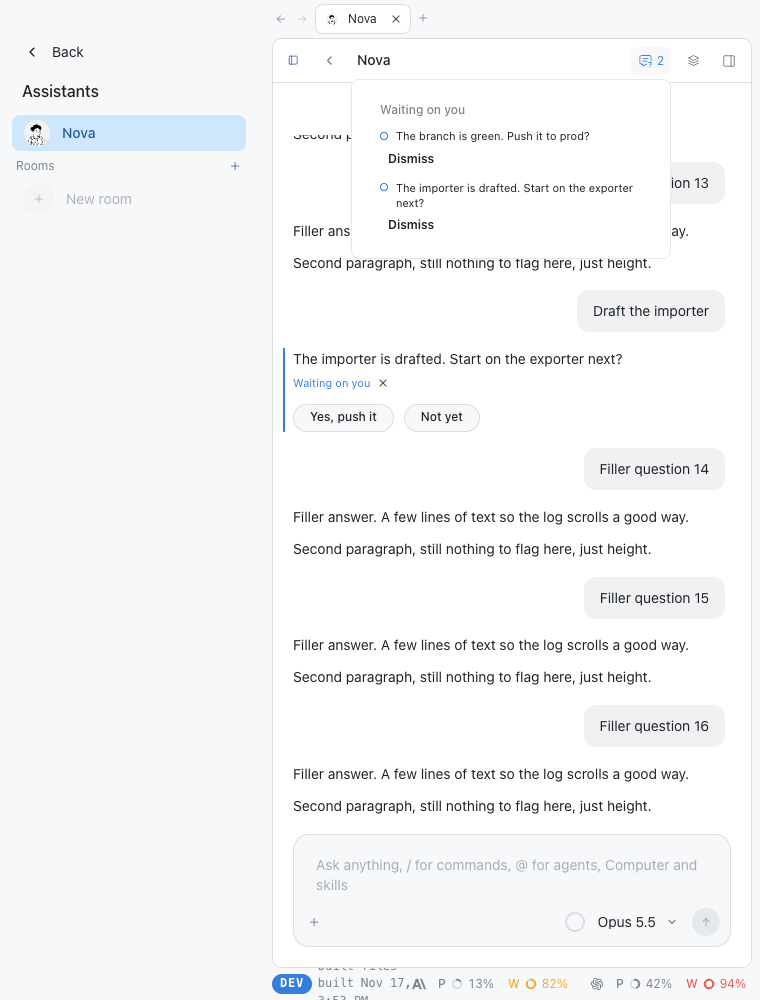 Nova
Back
Assistants
Nova
Rooms
New room
Nova
2
Waiting on you
The branch is green. Push it to prod?
Dismiss
The importer is drafted. Start on the exporter
next?
Dismiss
Second p
ion 13
Filler ans
ay.
Second paragraph, still nothing to flag here, just height.
Draft the importer
The importer is drafted. Start on the exporter next?
Waiting on you
Yes, push it
Not yet
Filler question 14
Filler answer. A few lines of text so the log scrolls a good way.
Second paragraph, still nothing to flag here, just height.
Filler question 15
Filler answer. A few lines of text so the log scrolls a good way.
Second paragraph, still nothing to flag here, just height.
Filler question 16
Filler answer. A few lines of text so the log scrolls a good way.
Second paragraph, still nothing to flag here, just height.
Ask anything, / for commands, @ for agents, Computer and
skills
Opus 5.5
DEV
built files
built Nov 17,
3:53 PM
P 13% W 82%
P 42% W 94%